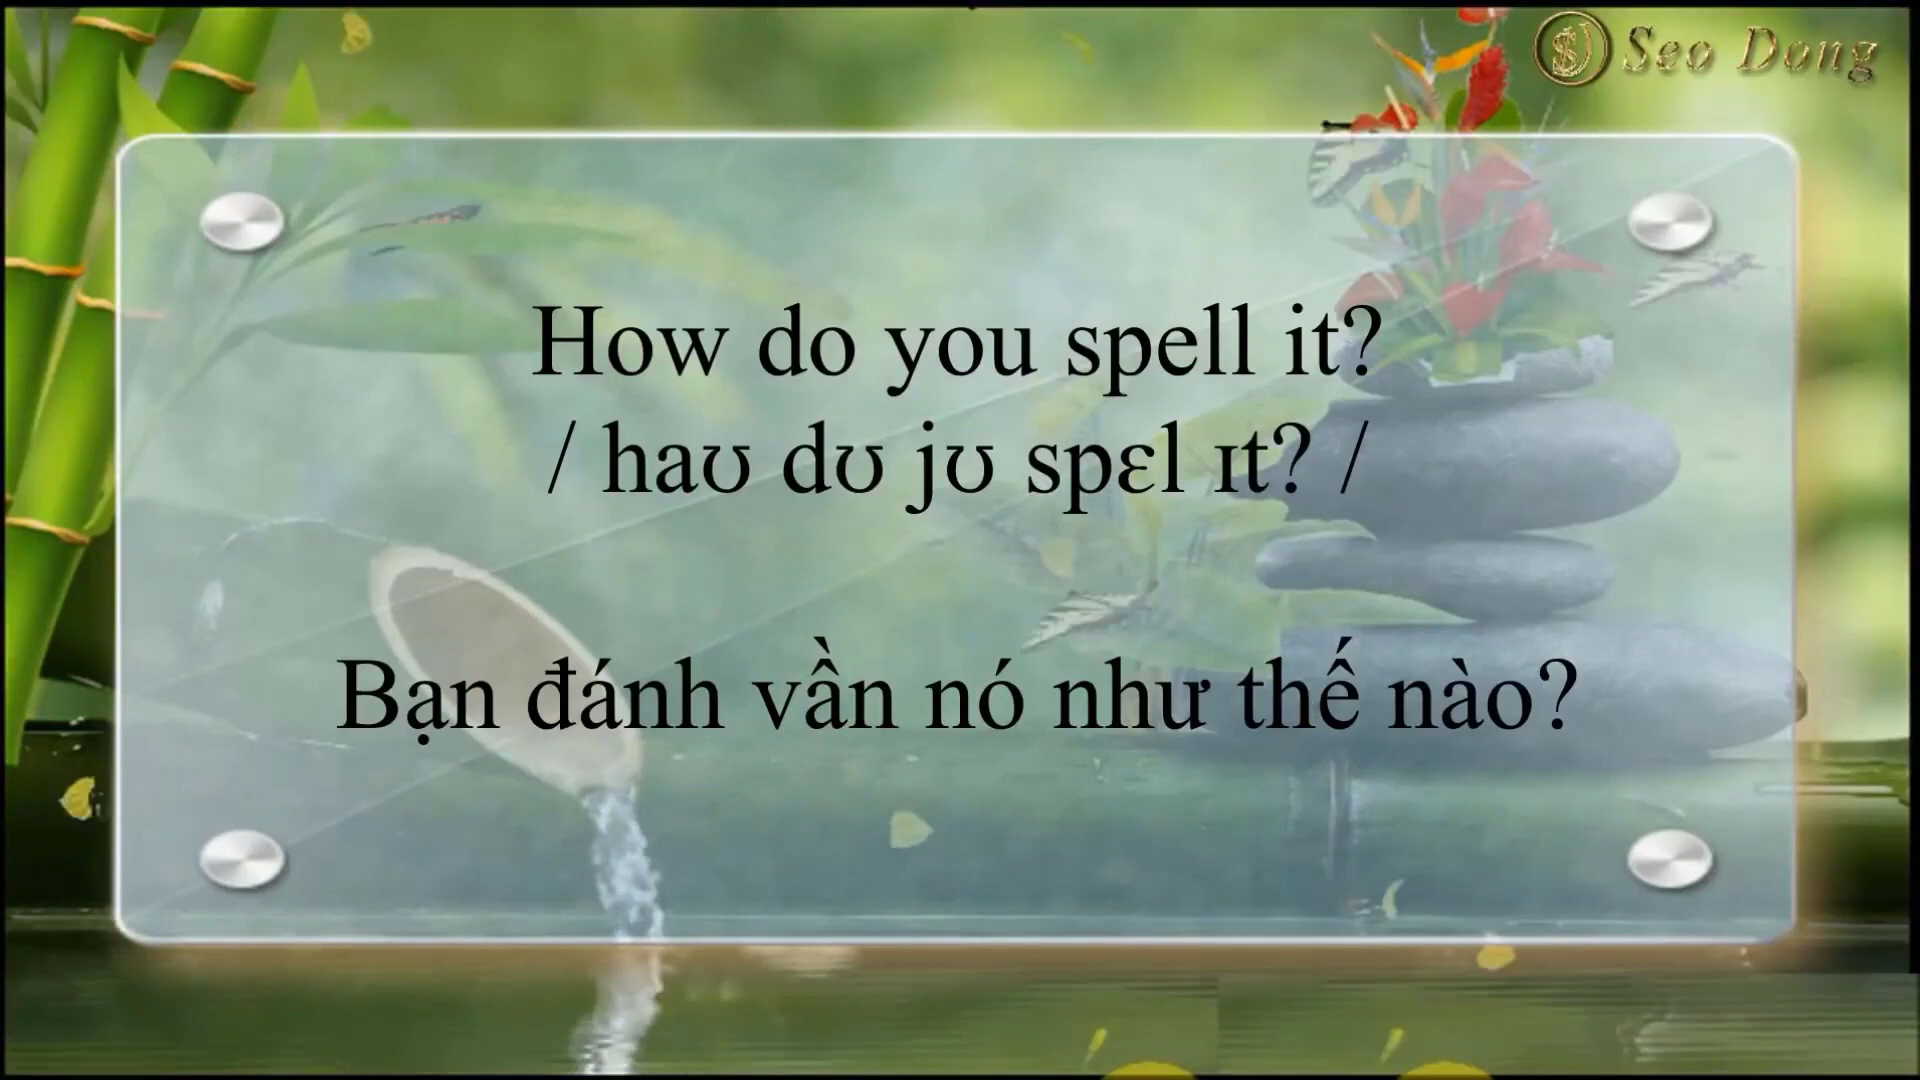 Seo Dong
How do you spell it?
/ haʊ dʊ jʊ spɛl ɪt? /
Bạn đánh vần nó như thế nào?